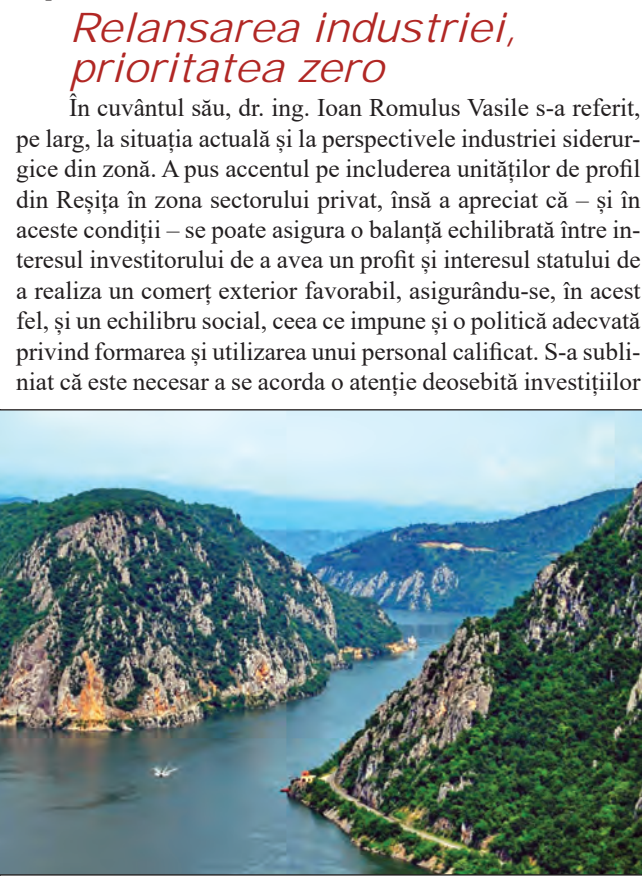 Relansarea industriei,
prioritatea zero
În cuvântul său, dr. ing. Ioan Romulus Vasile s-a referit,
pe larg, la situația actuală și la perspectivele industriei siderur-
gice din zonă. A pus accentul pe includerea unităților de profil
din Reșița în zona sectorului privat, însă a apreciat că – și în
aceste condiții – se poate asigura o balanță echilibrată între in-
teresul investitorului de a avea un profit și interesul statului de
a realiza un comerț exterior favorabil, asigurându-se, în acest
fel, și un echilibru social, ceea ce impune și o politică adecvată
privind formarea și utilizarea unui personal calificat. S-a subli-
niat că este necesar a se acorda o atenție deosebită investițiilor